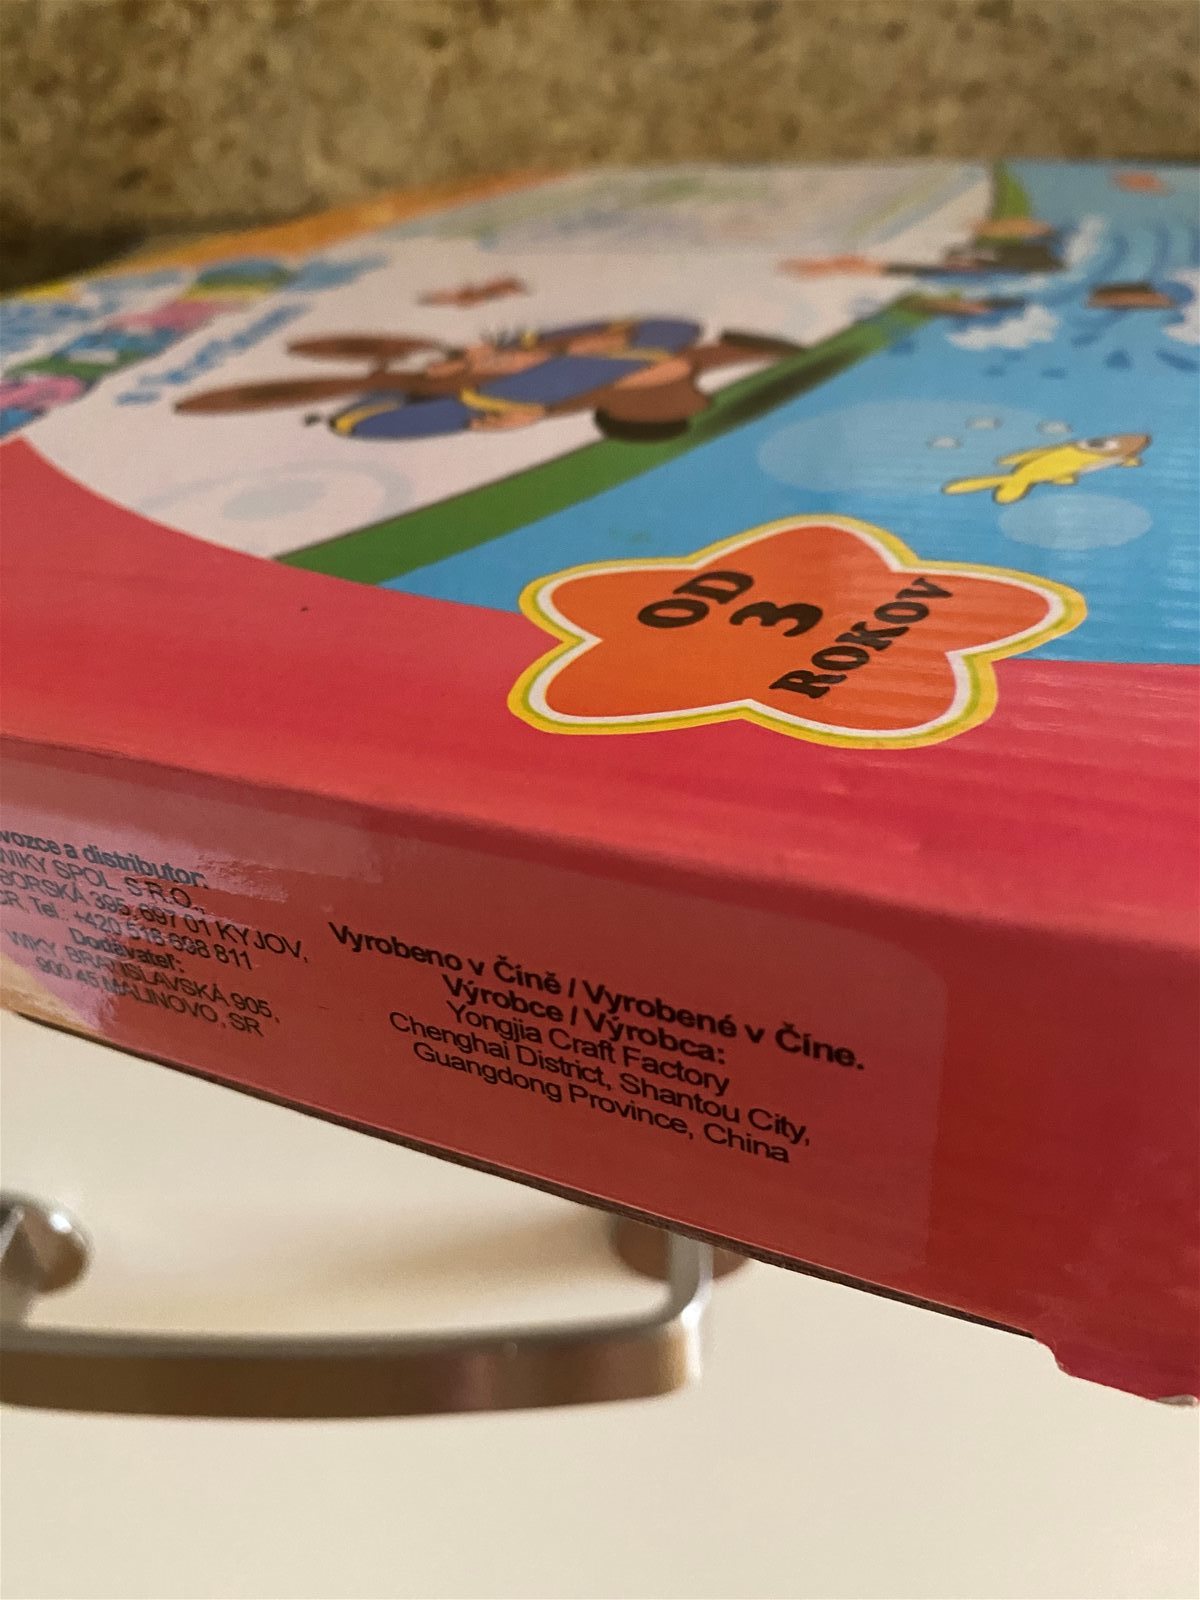 OD
3
ROKOV
vozce a distributor:
WIKY SPOL. S R.O.,
BORSKÁ 395, 697 01 KYJOV,
ČR. Tel.: +420 518 698 811
Dodávateľ:
WIKY BRATISLAVSKÁ 905,
900 45 MALINOVO, SR
Vyrobeno v Číně / Vyrobené v Číne.
Výrobce / Výrobca:
Yongjia Craft Factory
Chenghai District, Shantou City,
Guangdong Province, China